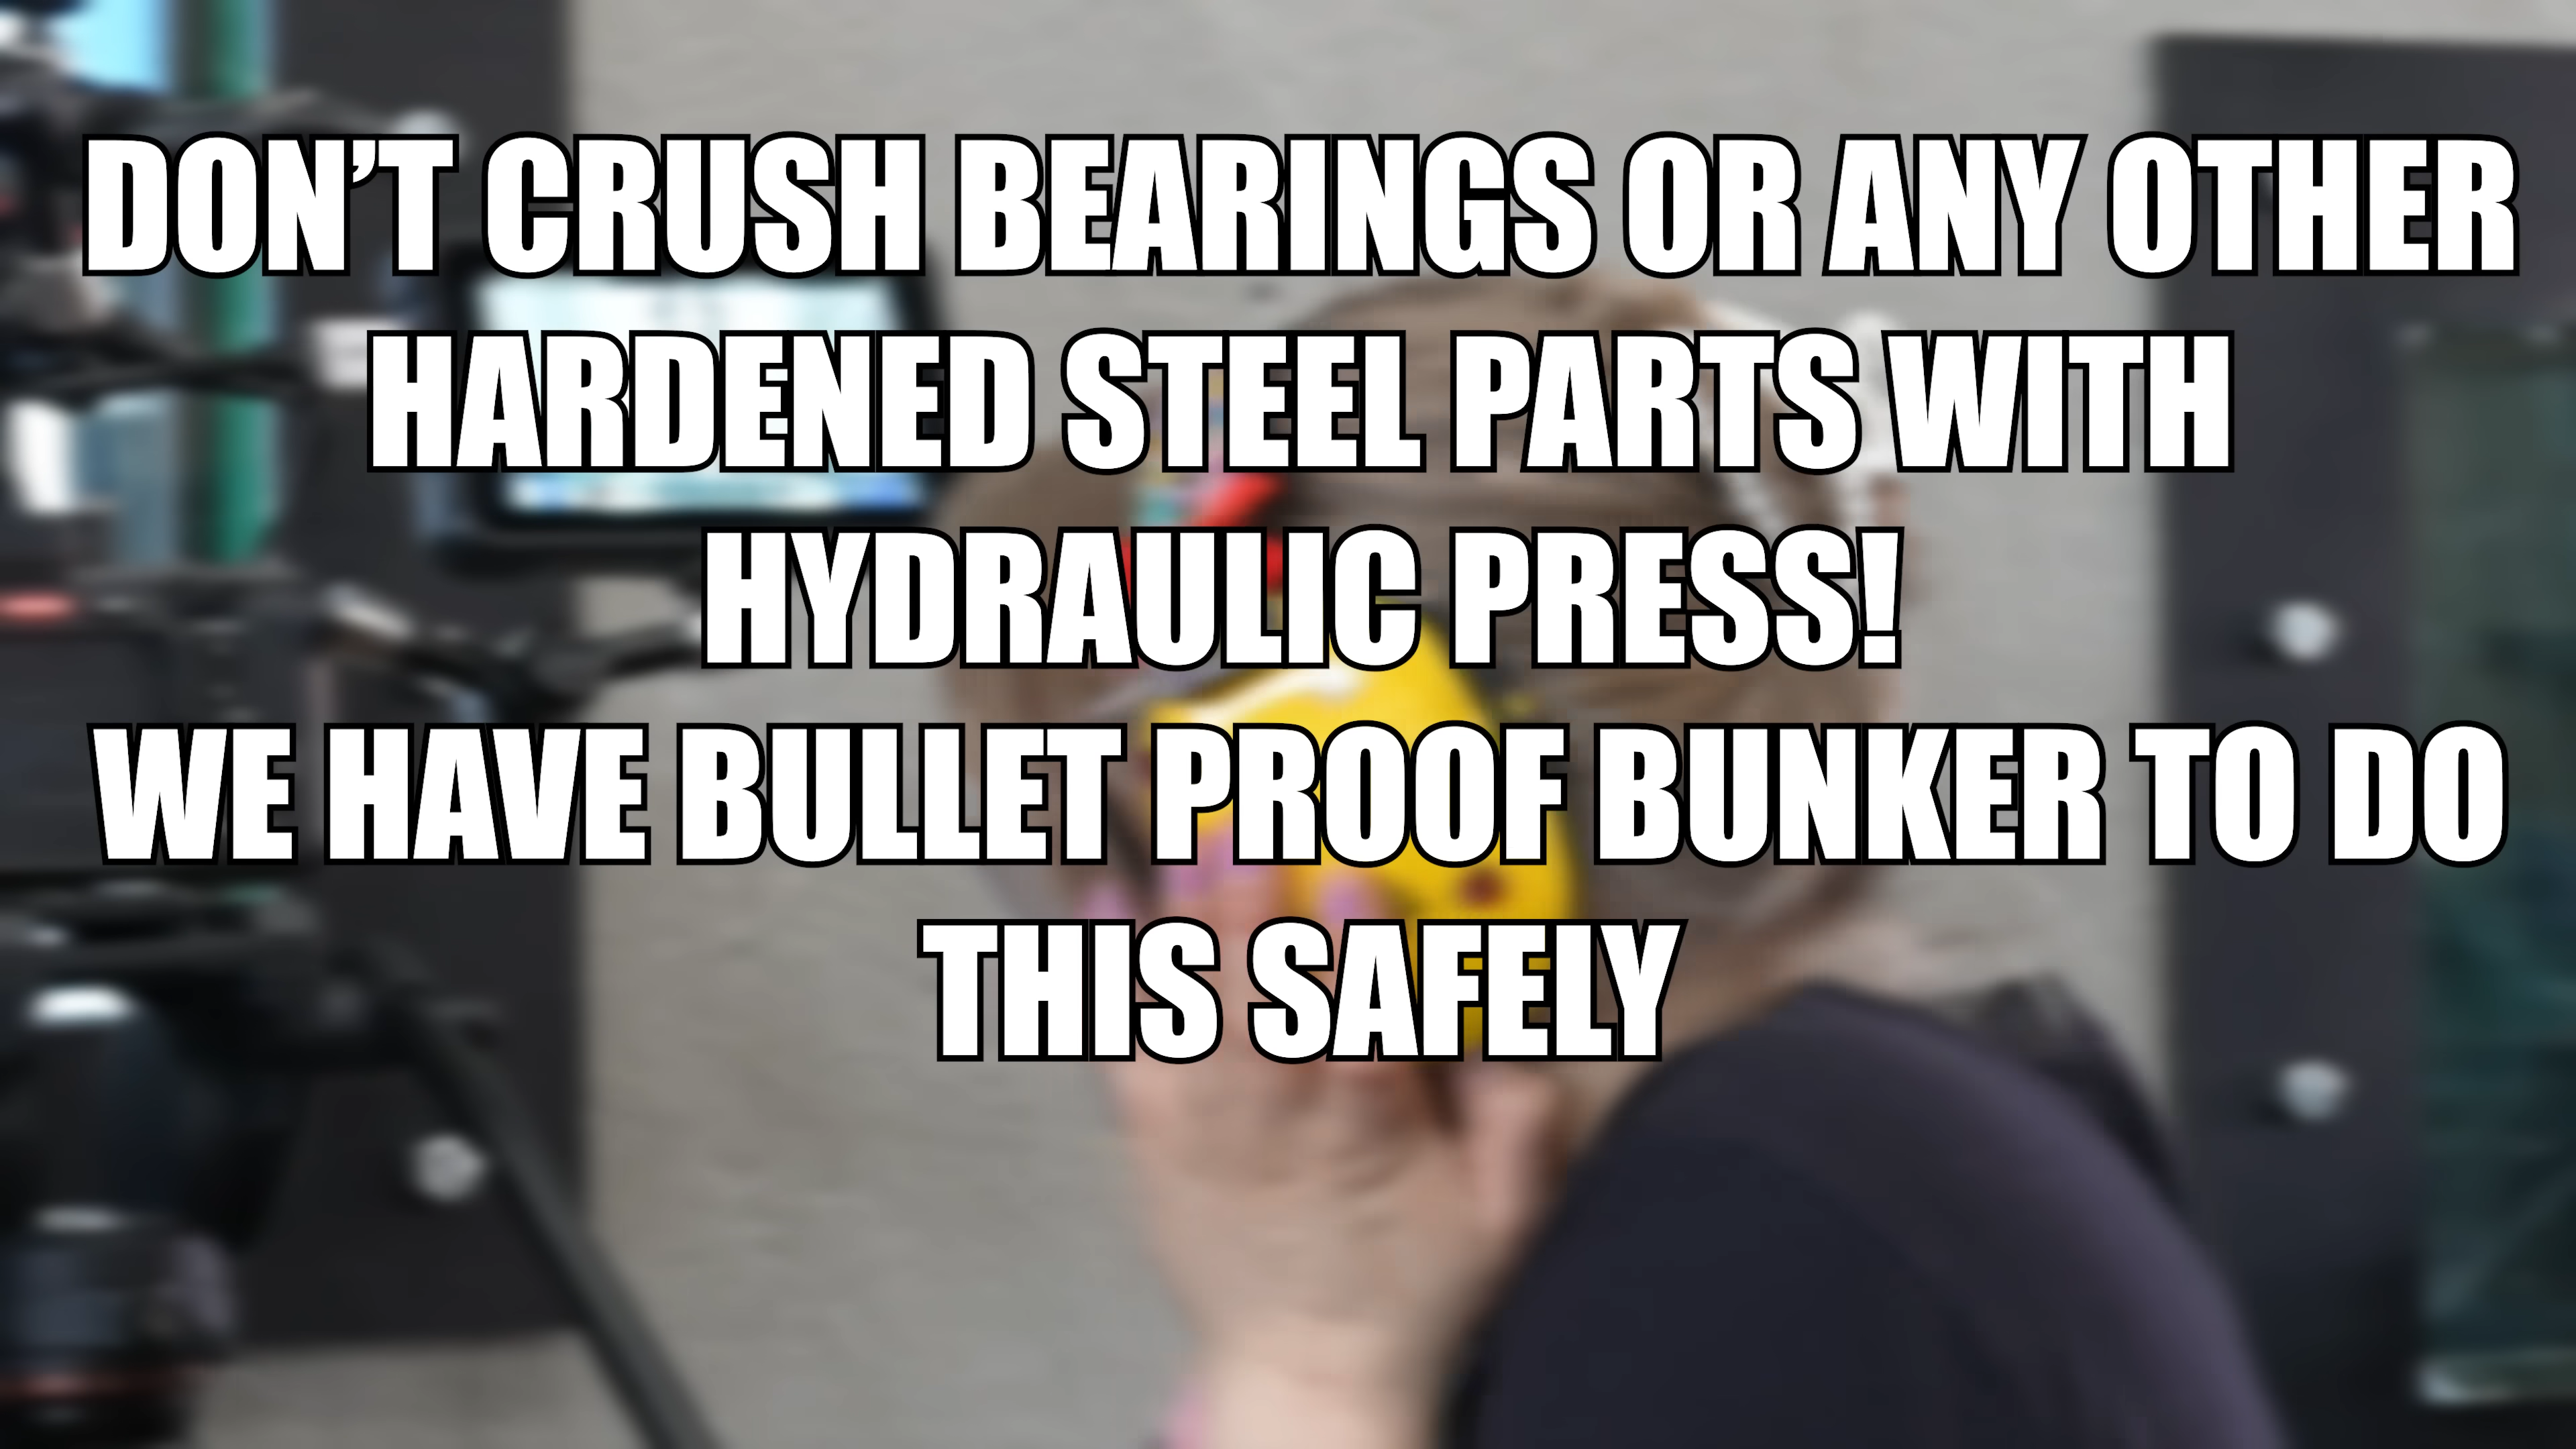 DON’T CRUSH BEARINGS OR ANY OTHER
HARDENED STEEL PARTS WITH
HYDRAULIC PRESS!
WE HAVE BULLET PROOF BUNKER TO DO
THIS SAFELY